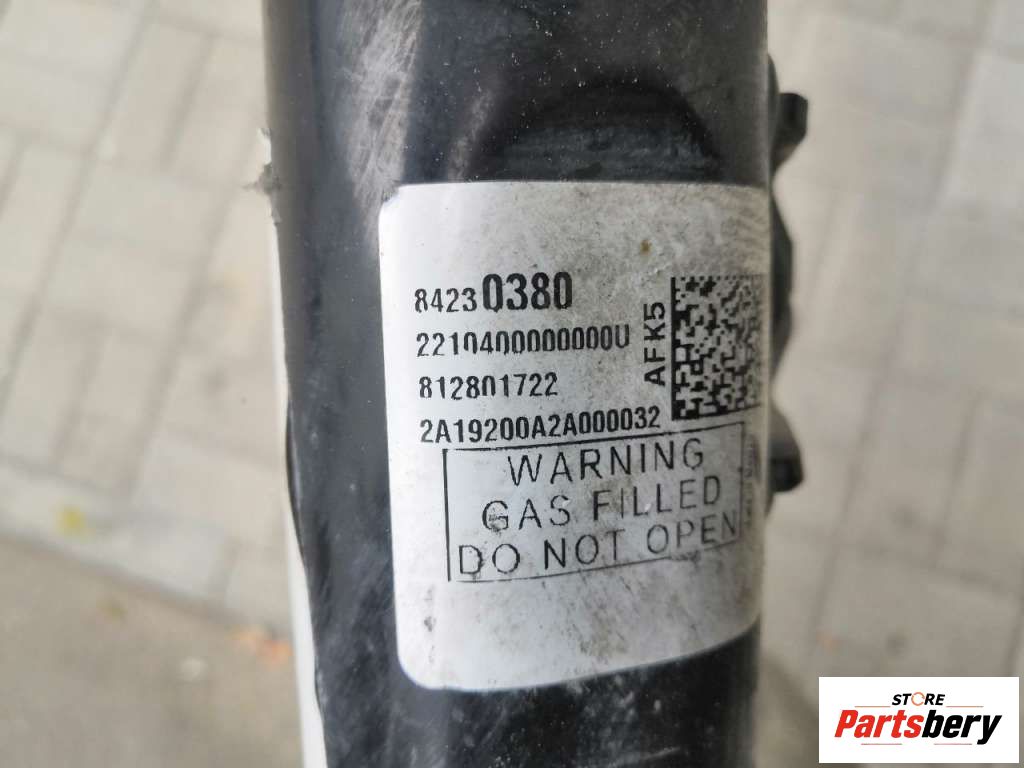 84230380
2210400000000U
812801722
2A19200A2A000032
AFK5
WARNING
GAS FILLED
DO NOT OPEN
STORE
Partsbery